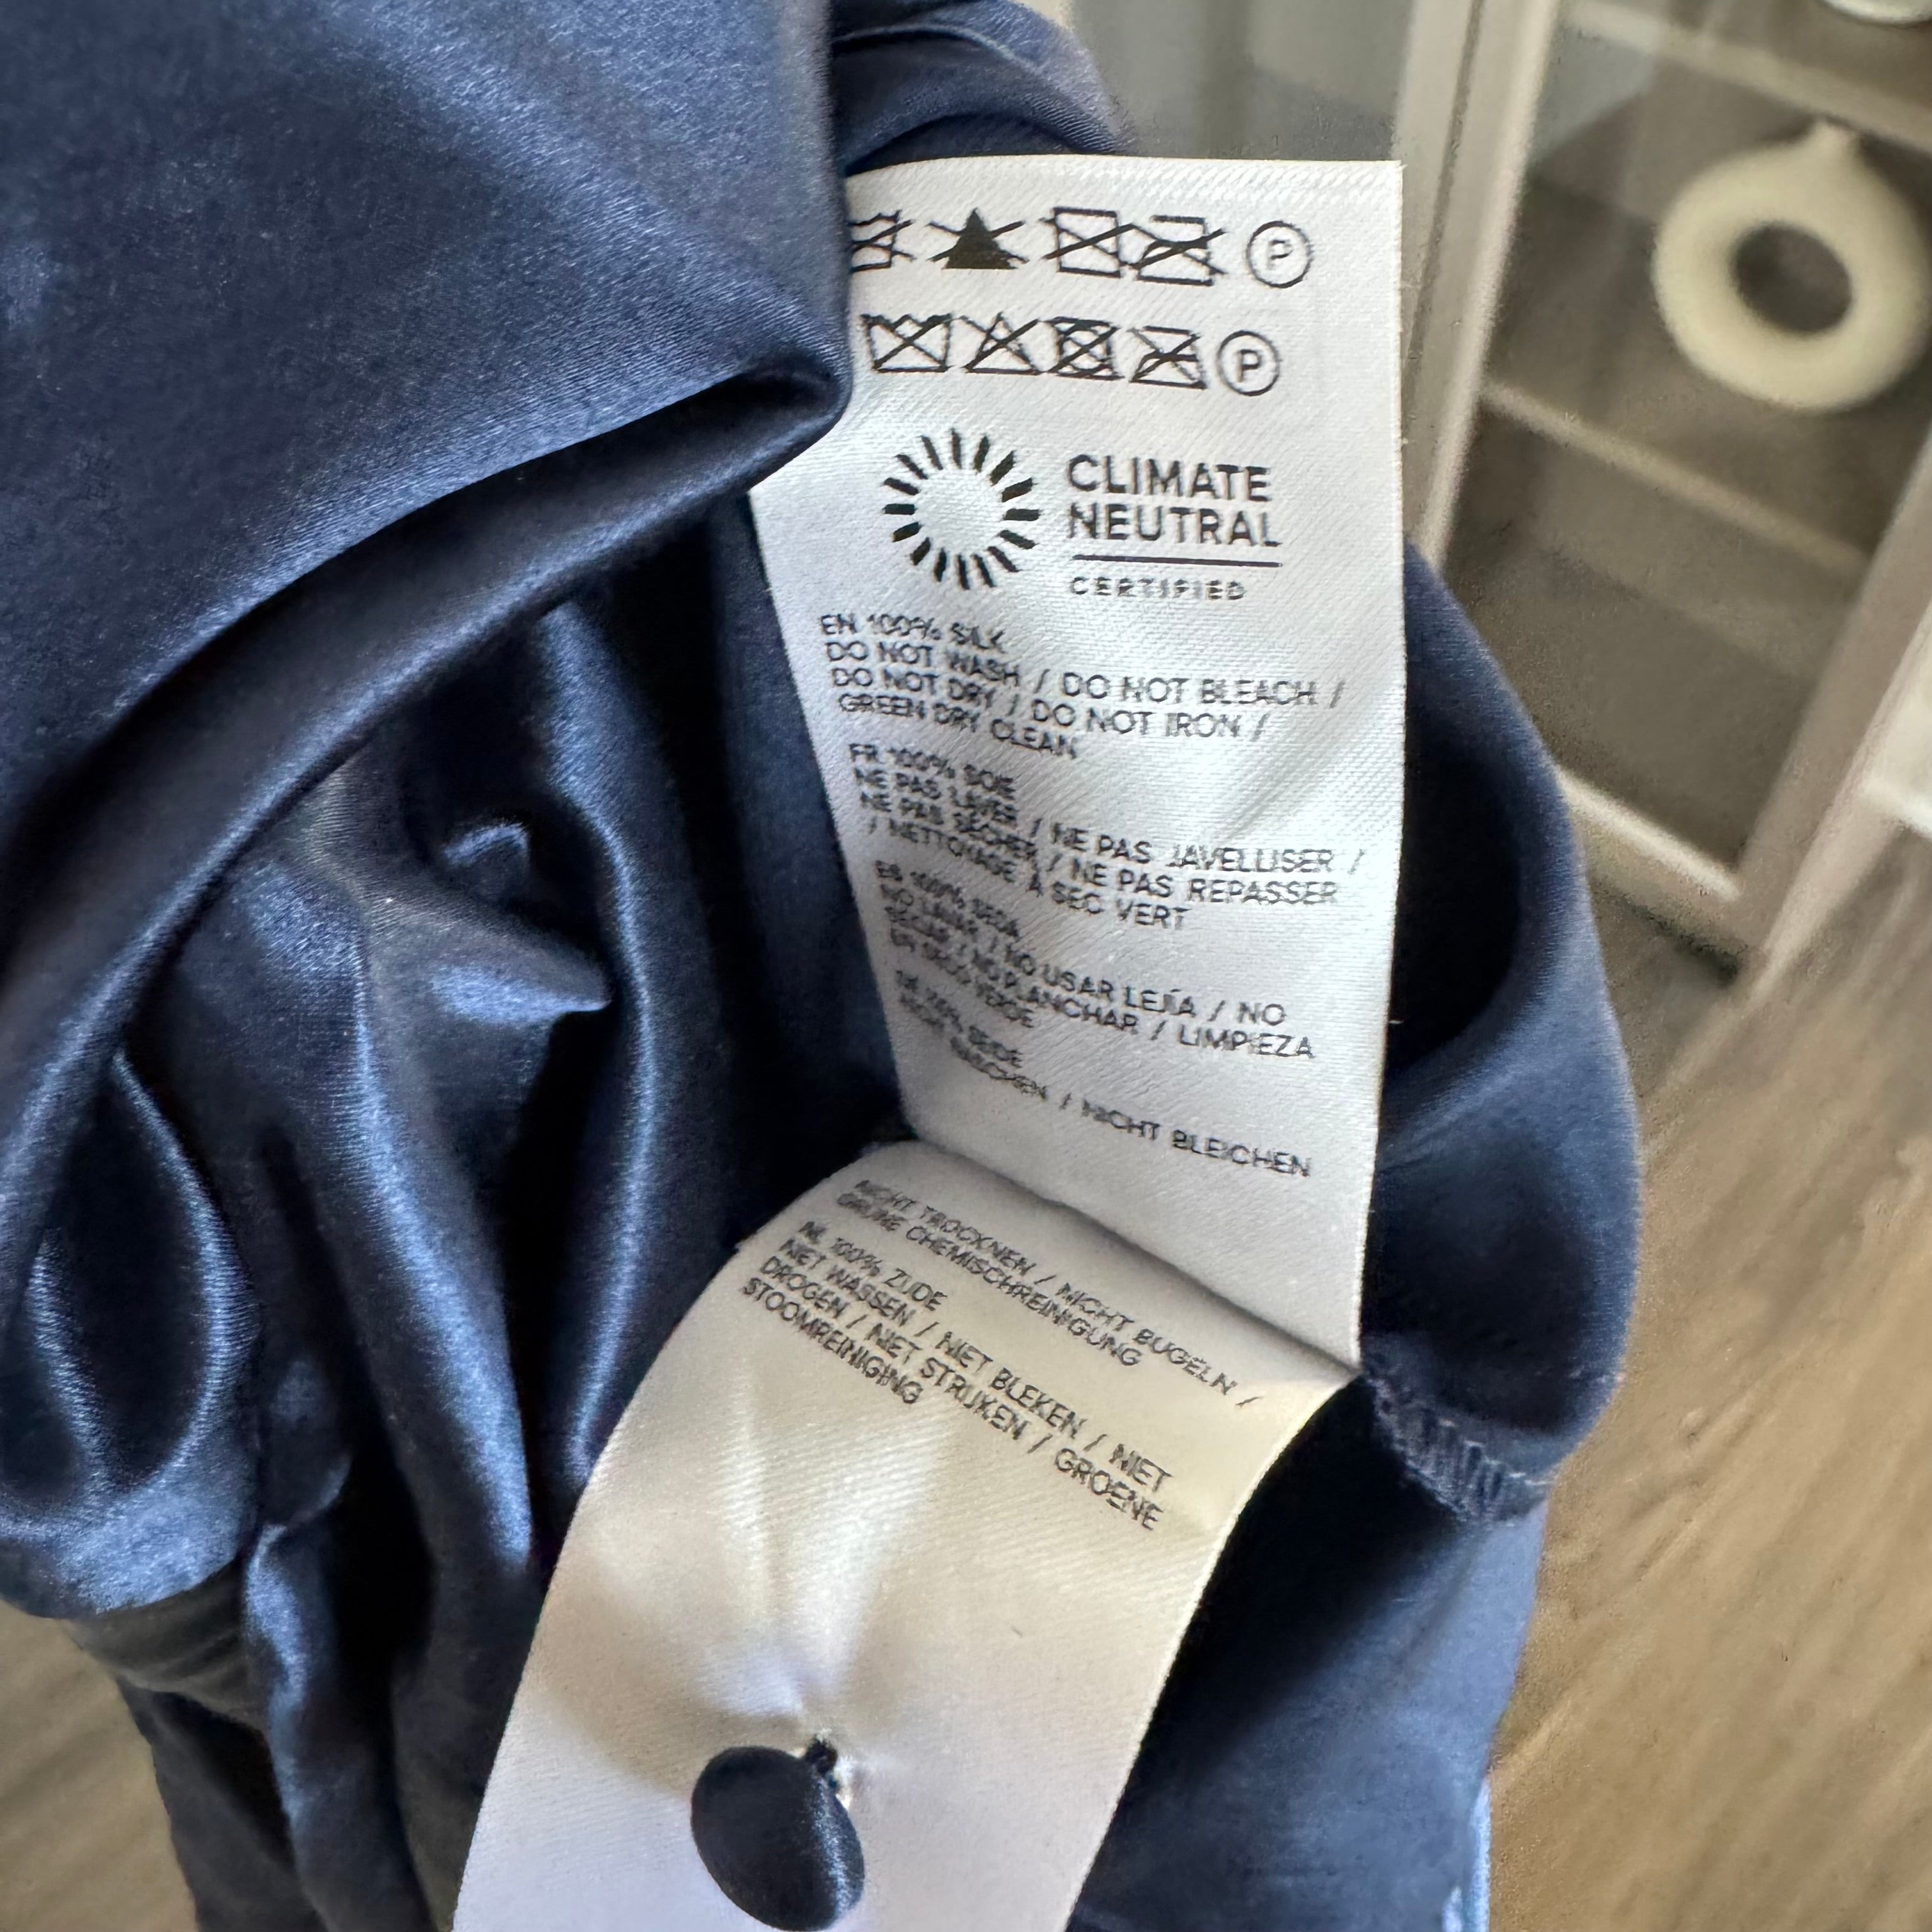 P
P
CLIMATE
NEUTRAL
CERTIFIED
EN 100% SILK
DO NOT WASH / DO NOT BLEACH /
DO NOT DRY / DO NOT IRON /
GREEN DRY CLEAN
FR 100% SOIE
NE PAS LAVER / NE PAS JAVELLISER /
NE PAS SÉCHER / NE PAS REPASSER
/ NETTOYAGE À SEC VERT
ES 100% SEDA
NO LAVAR / NO USAR LEJÍA / NO
SECAR / NO PLANCHAR / LIMPIEZA
EN SECO VERDE
DE 100% SEIDE
NICHT WASCHEN / NICHT BLEICHEN
NICHT TROCKNEN / NICHT BUGELN /
GRUNE CHEMISCHREINIGUNG
NL 100% ZIJDE
NIET WASSEN / NIET BLEKEN / NIET
DROGEN / NIET STRIJKEN / GROENE
STOOMREINIGING